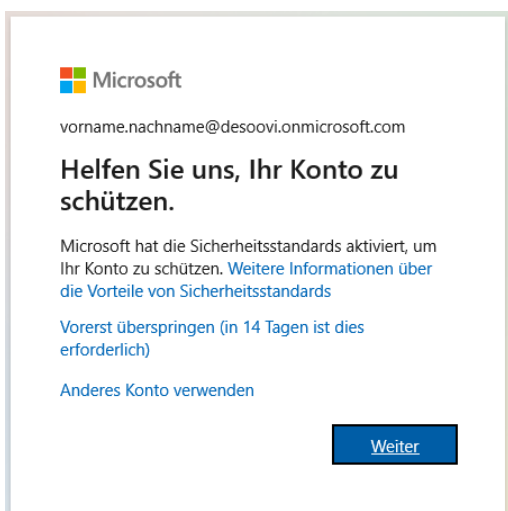 Microsoft
vorname.nachname@desoovi.onmicrosoft.com
Helfen Sie uns, Ihr Konto zu
schützen.
Microsoft hat die Sicherheitsstandards aktiviert, um
Ihr Konto zu schützen. Weitere Informationen über
die Vorteile von Sicherheitsstandards
Vorerst überspringen (in 14 Tagen ist dies
erforderlich)
Anderes Konto verwenden
Weiter